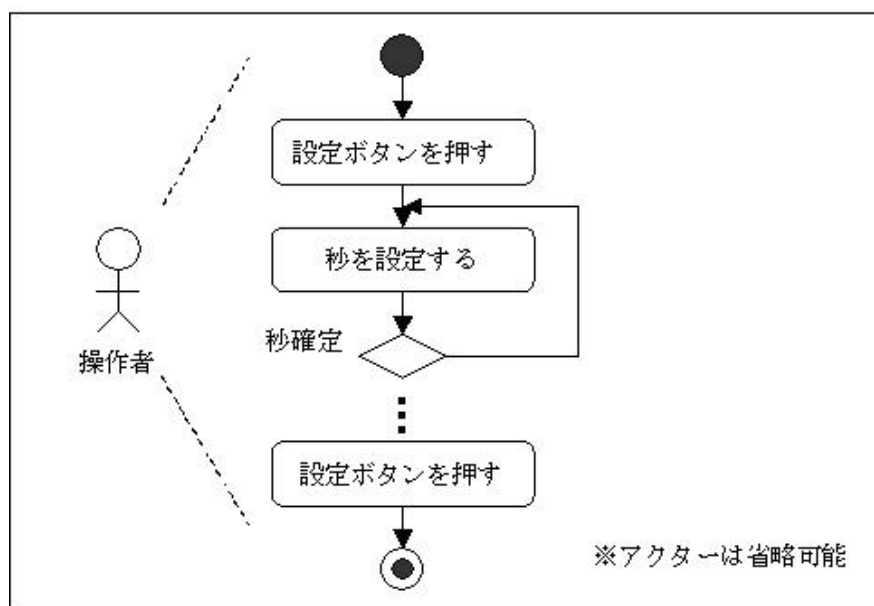 設定ボタンを押す
秒を設定する
秒確定
操作者
設定ボタンを押す
※アクターは省略可能